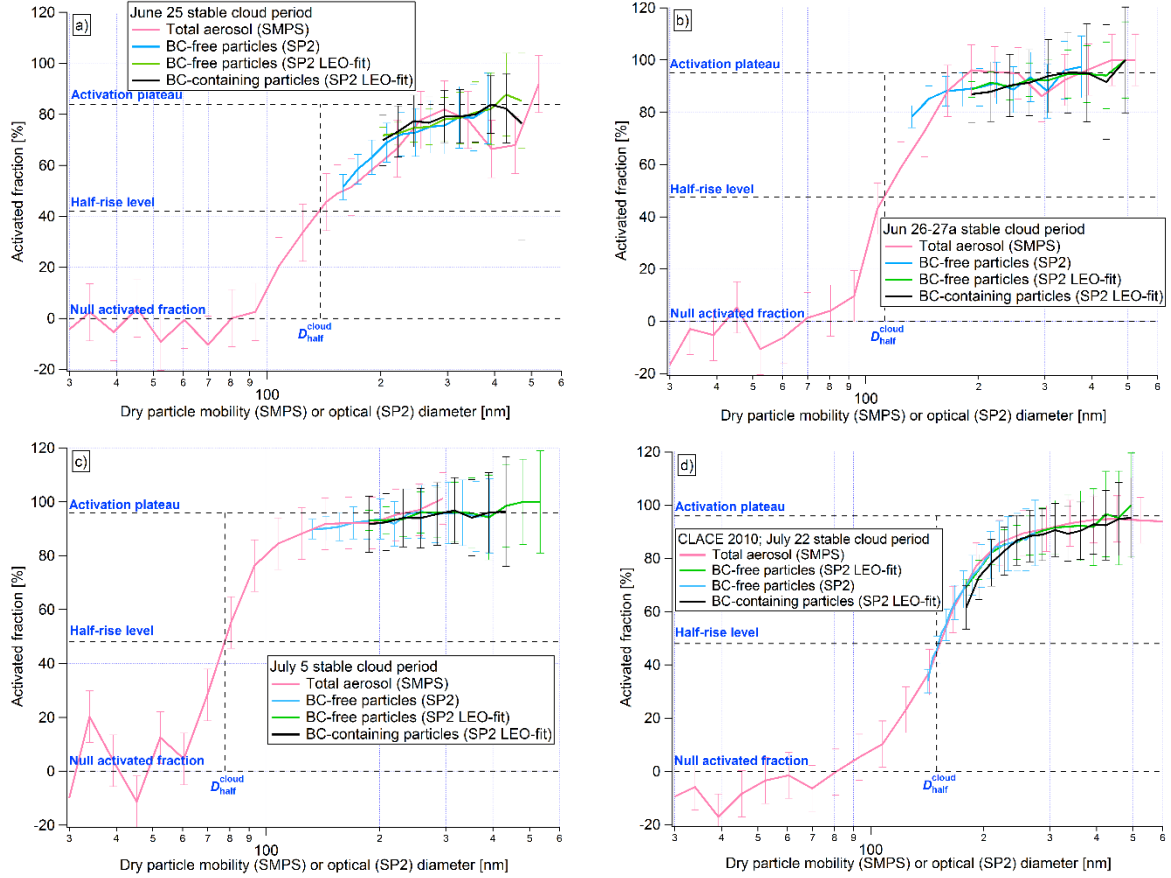 a)
June 25 stable cloud period
Total aerosol (SMPS)
BC-free particles (SP2)
BC-free particles (SP2 LEO-fit)
BC-containing particles (SP2 LEO-fit)
Activation plateau
Half-rise level
Null activated fraction
D half cloud
Activated fraction [%]
120
100
80
60
40
20
0
-20
3 4 5 6 7 8 9 100 2 3 4 5 6
Dry particle mobility (SMPS) or optical (SP2) diameter [nm]
b)
Activation plateau
Half-rise level
Jun 26-27a stable cloud period
Total aerosol (SMPS)
BC-free particles (SP2)
BC-free particles (SP2 LEO-fit)
BC-containing particles (SP2 LEO-fit)
Null activated fraction
D half cloud
Activated fraction [%]
120
100
80
60
40
20
0
-20
3 4 5 6 7 8 9 100 2 3 4 5 6
Dry particle mobility (SMPS) or optical (SP2) diameter [nm]
c)
Activation plateau
Half-rise level
July 5 stable cloud period
Total aerosol (SMPS)
BC-free particles (SP2)
BC-free particles (SP2 LEO-fit)
BC-containing particles (SP2 LEO-fit)
Null activated fraction
D half cloud
Activated fraction [%]
120
100
80
60
40
20
0
-20
3 4 5 6 7 8 9 100 2 3 4 5 6
Dry particle mobility (SMPS) or optical (SP2) diameter [nm]
d)
Activation plateau
CLACE 2010; July 22 stable cloud period
Total aerosol (SMPS)
BC-free particles (SP2 LEO-fit)
BC-free particles (SP2)
BC-containing particles (SP2 LEO-fit)
Half-rise level
Null activated fraction
D half cloud
Activated fraction [%]
120
100
80
60
40
20
0
-20
3 4 5 6 7 8 9 100 2 3 4 5 6
Dry particle mobility (SMPS) or optical (SP2) diameter [nm]